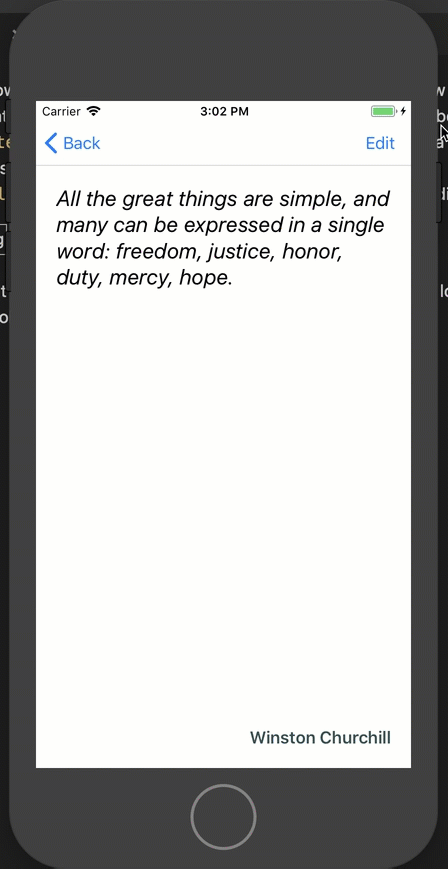 Carrier 3:02 PM
Back Edit
All the great things are simple, and
many can be expressed in a single
word: freedom, justice, honor,
duty, mercy, hope.
Winston Churchill